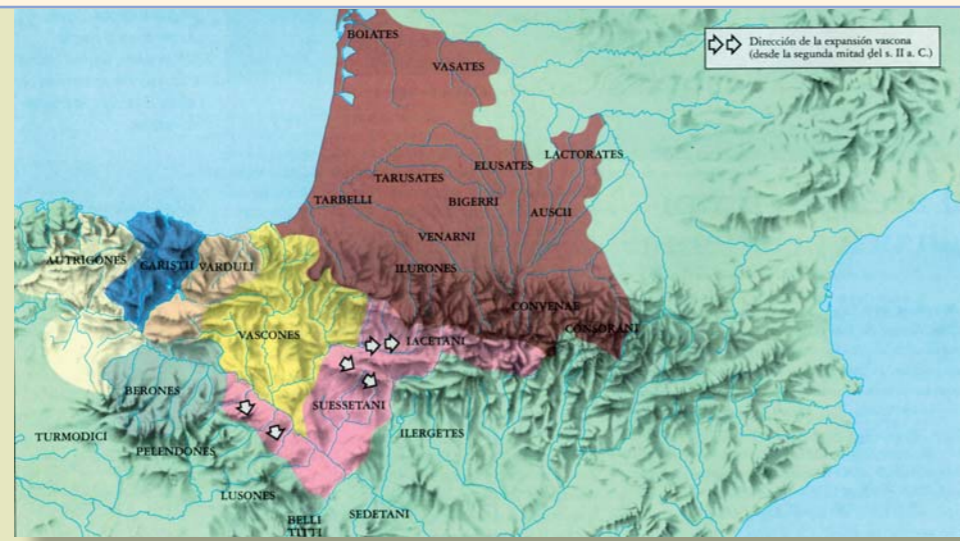 BOIATES
Dirección de la expansión vascona
(desde la segunda mitad del s. II a. C.)
VASATES
LACTORATES
ELUSATES
TARUSATES
TARBELLI
BIGERRI
AUSCII
VENARNI
AUTRIGONES
CARISTII
VARDULI
ILURONES
CONVENAE
CONSORANI
VASCONES
IACETANI
BERONES
SUESSETANI
TURMODICI
ILERGETES
PELENDONES
LUSONES
SEDETANI
BELLI
TITTI